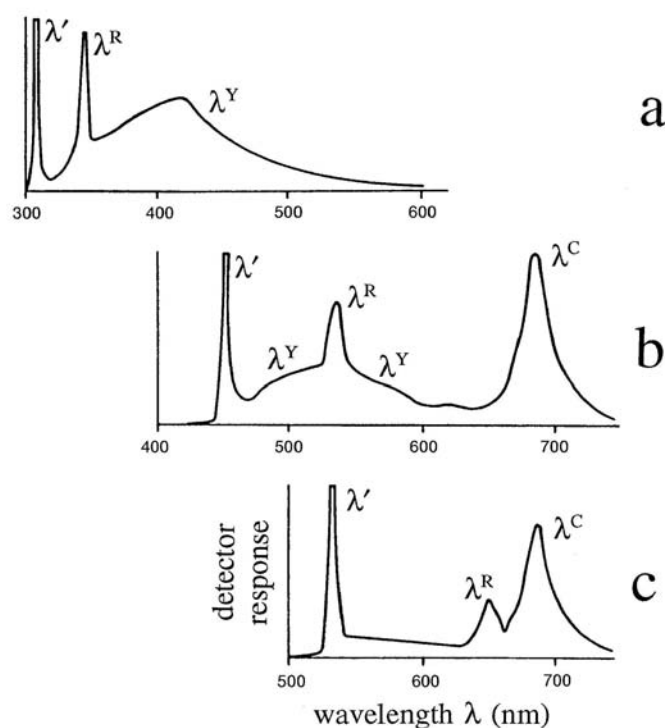 λ′
λᴿ
λʸ
a
300 400 500 600
λ′
λᴿ
λᶜ
λʸ
λʸ
b
400 500 600 700
λ′
λᴿ
λᶜ
c
detector
response
500 600 700
wavelength λ (nm)